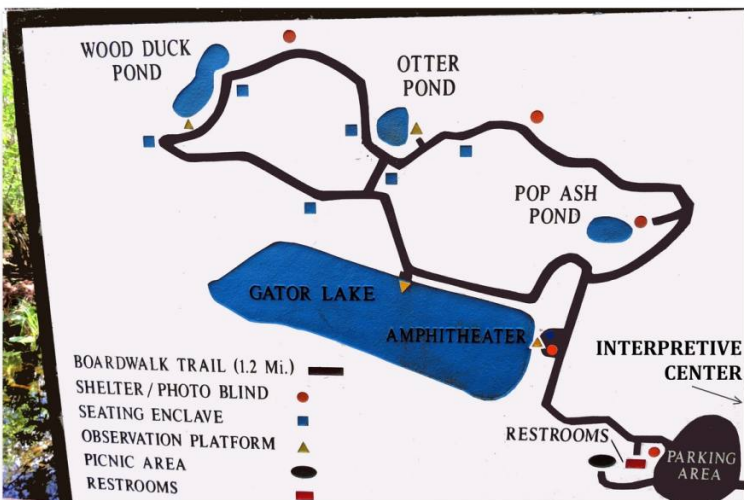 WOOD DUCK
POND
OTTER
POND
POP ASH
POND
GATOR LAKE
AMPHITHEATER
INTERPRETIVE
CENTER
RESTROOMS
PARKING
AREA
BOARDWALK TRAIL (1.2 Mi.)
SHELTER / PHOTO BLIND
SEATING ENCLAVE
OBSERVATION PLATFORM
PICNIC AREA
RESTROOMS